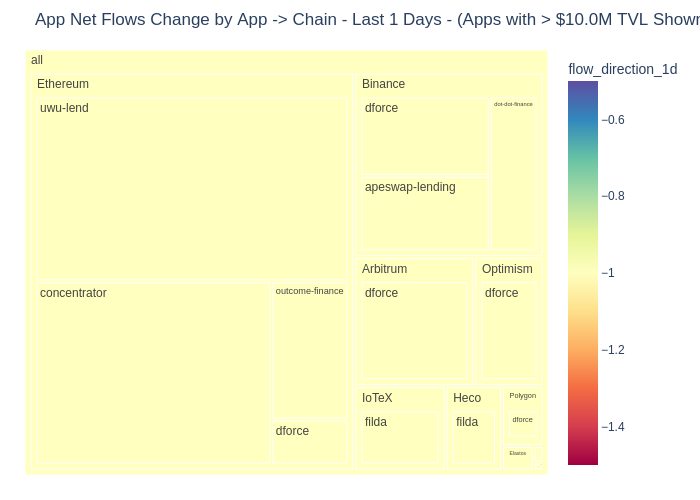 App Net Flows Change by App -> Chain - Last 1 Days - (Apps with > $10.0M TVL Shown
all
Ethereum
uwu-lend
concentrator
outcome-finance
dforce
Binance
dforce
dot-dot-finance
apeswap-lending
Arbitrum
dforce
Optimism
dforce
IoTeX
filda
Heco
filda
Polygon
dforce
Elastos
flow_direction_1d
−0.6
−0.8
−1
−1.2
−1.4